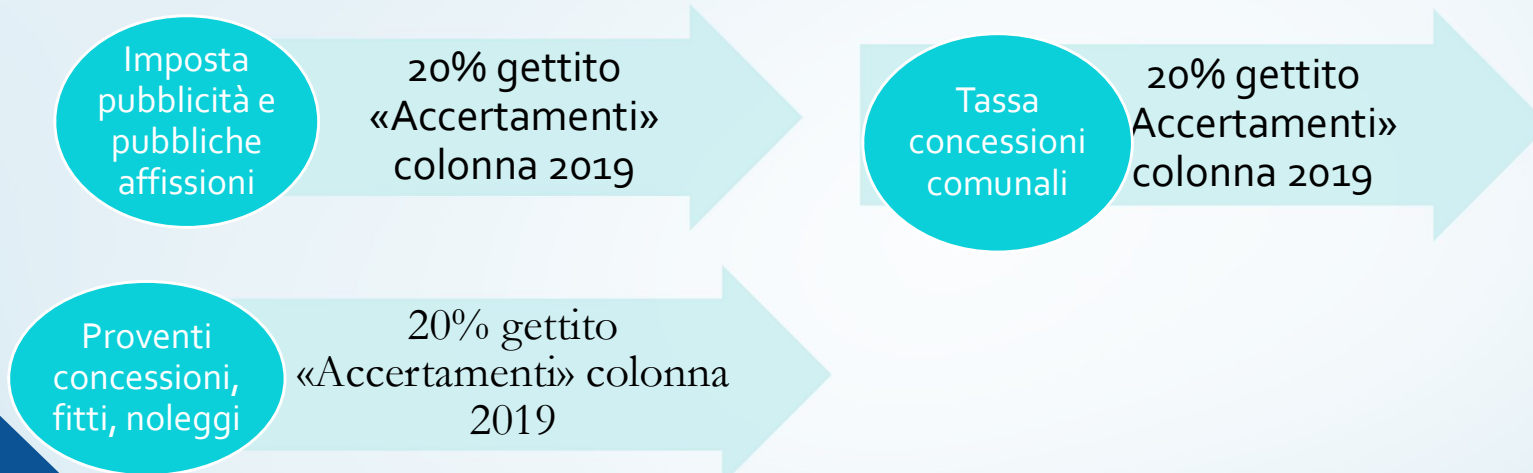 Imposta
pubblicità e
pubbliche
affissioni
20% gettito
«Accertamenti»
colonna 2019
Tassa
concessioni
comunali
20% gettito
Accertamenti»
colonna 2019
Proventi
concessioni,
fitti, noleggi
20% gettito
«Accertamenti» colonna
2019